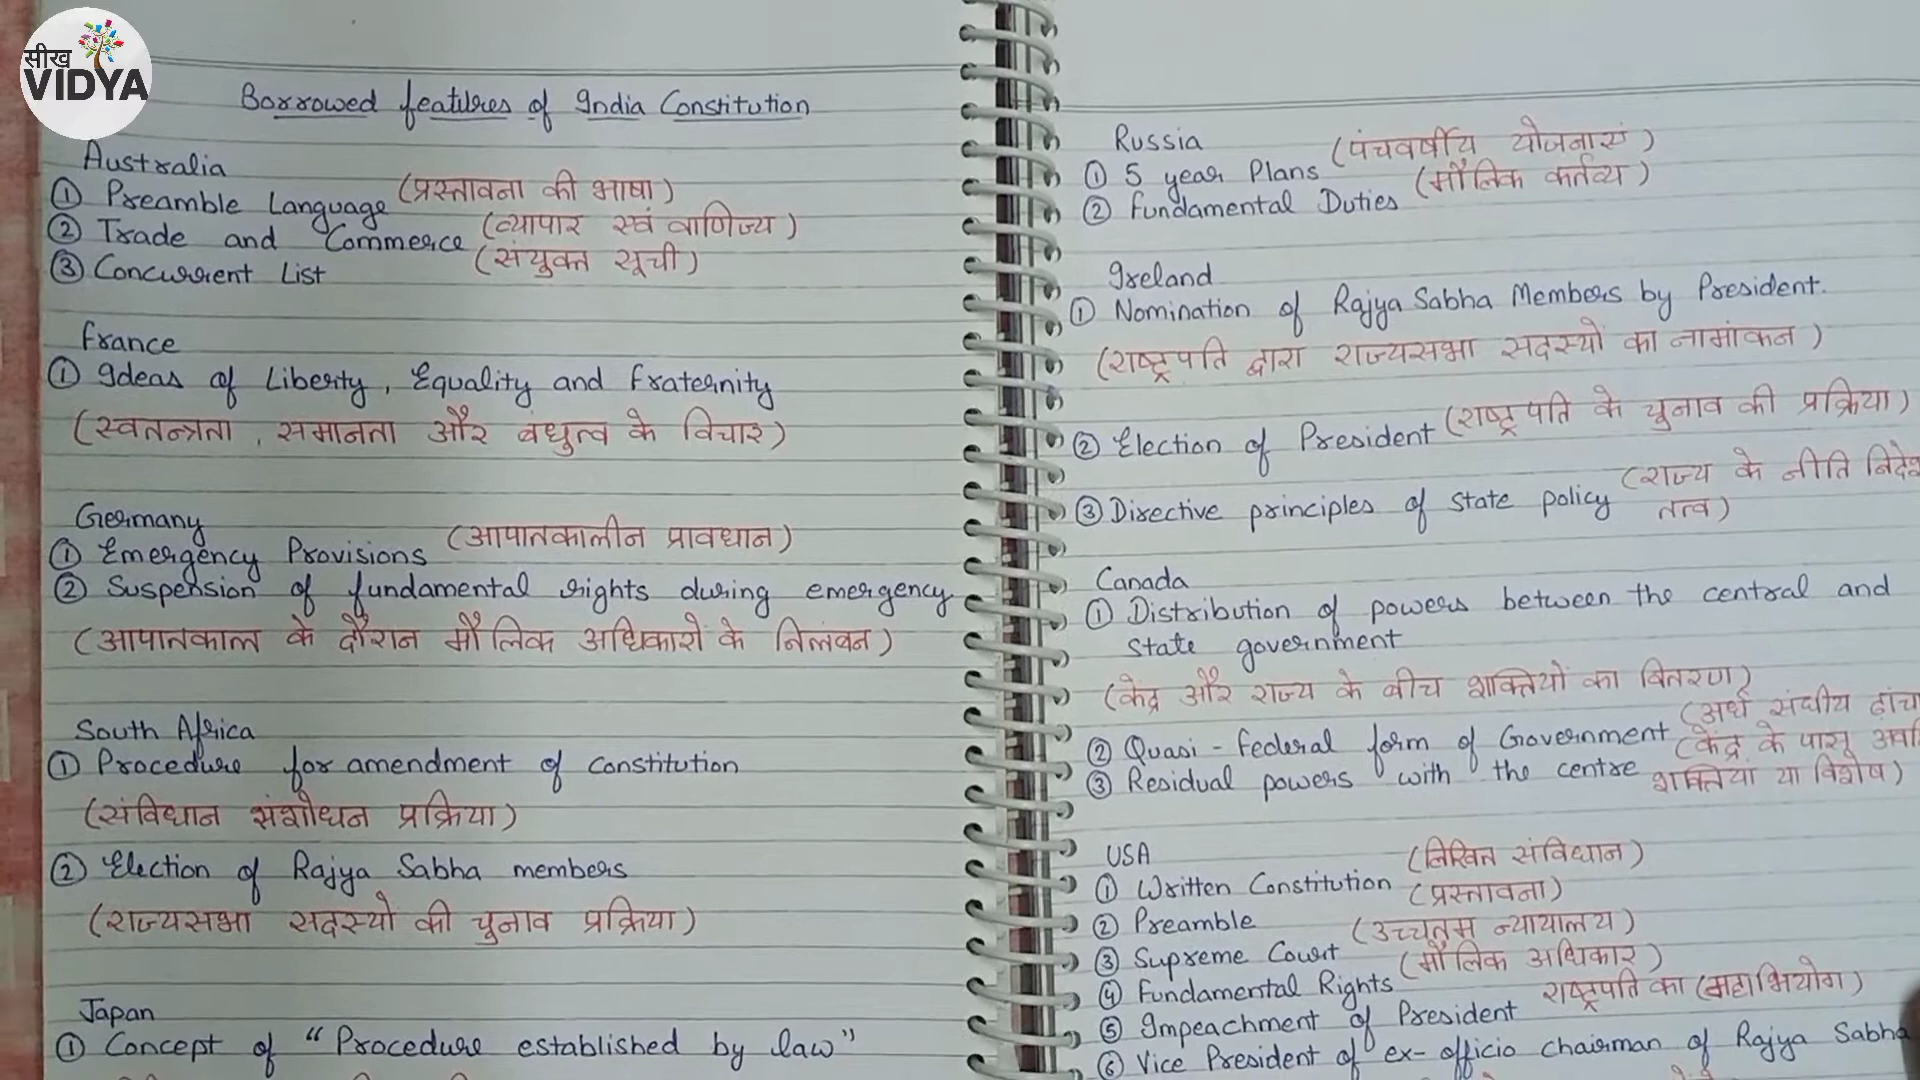 सीख
VIDYA
Borrowed features of India Constitution
Australia
① Preamble Language (प्रस्तावना की भाषा)
② Trade and Commerce (व्यापार एवं वाणिज्य)
③ Concurrent List (संयुक्त सूची)
France
① Ideas of Liberty, Equality and Fraternity
(स्वतन्त्रता, समानता और बंधुत्व के विचार)
Germany
① Emergency Provisions (आपातकालीन प्रावधान)
② Suspension of fundamental rights during emergency
(आपातकाल के दौरान मौलिक अधिकारों के निलंबन)
South Africa
① Procedure for amendment of constitution
(संविधान संशोधन प्रक्रिया)
② Election of Rajya Sabha members
(राज्यसभा सदस्यों की चुनाव प्रक्रिया)
Japan
① Concept of "Procedure established by law"
Russia
① 5 year Plans (पंचवर्षीय योजनाएं)
② Fundamental Duties (मौलिक कर्तव्य)
Ireland
① Nomination of Rajya Sabha Members by President.
(राष्ट्रपति द्वारा राज्यसभा सदस्यों का नामांकन)
② Election of President (राष्ट्रपति के चुनाव की प्रक्रिया)
③ Directive principles of state policy (राज्य के नीति निदेश
तत्व)
Canada
① Distribution of powers between the central and
state government
(केंद्र और राज्य के बीच शक्तियों का वितरण)
② Quasi - Federal form of Government (अर्ध संघीय ढ़ांचा
③ Residual powers with the centre (केंद्र के पास
शक्तियां या विशेष)
USA
① Written Constitution (लिखित संविधान)
② Preamble (प्रस्तावना)
③ Supreme Court (उच्चतम न्यायालय)
④ Fundamental Rights (मौलिक अधिकार)
⑤ Impeachment of President राष्ट्रपति का (महाभियोग)
⑥ Vice President of ex-officio chairman of Rajya Sabha